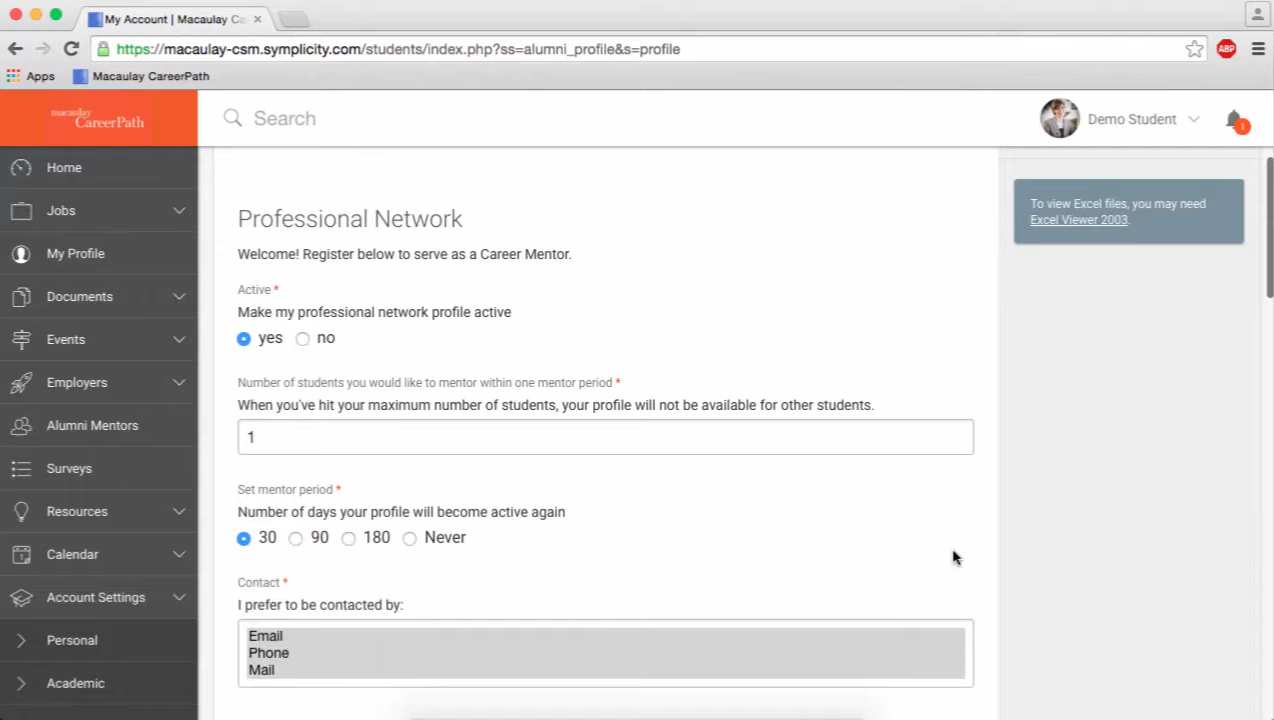 My Account | Macaulay Ca
https://macaulay-csm.symplicity.com/students/index.php?ss=alumni_profile&s=profile
ABP
Apps
Macaulay CareerPath
macaulay
CareerPath
Search
Demo Student
1
Home
Jobs
My Profile
Documents
Events
Employers
Alumni Mentors
Surveys
Resources
Calendar
Account Settings
Personal
Academic
Professional Network
Welcome! Register below to serve as a Career Mentor.
Active *
Make my professional network profile active
yes no
Number of students you would like to mentor within one mentor period *
When you've hit your maximum number of students, your profile will not be available for other students.
1
Set mentor period *
Number of days your profile will become active again
30 90 180 Never
Contact *
I prefer to be contacted by:
Email
Phone
Mail
To view Excel files, you may need
Excel Viewer 2003.